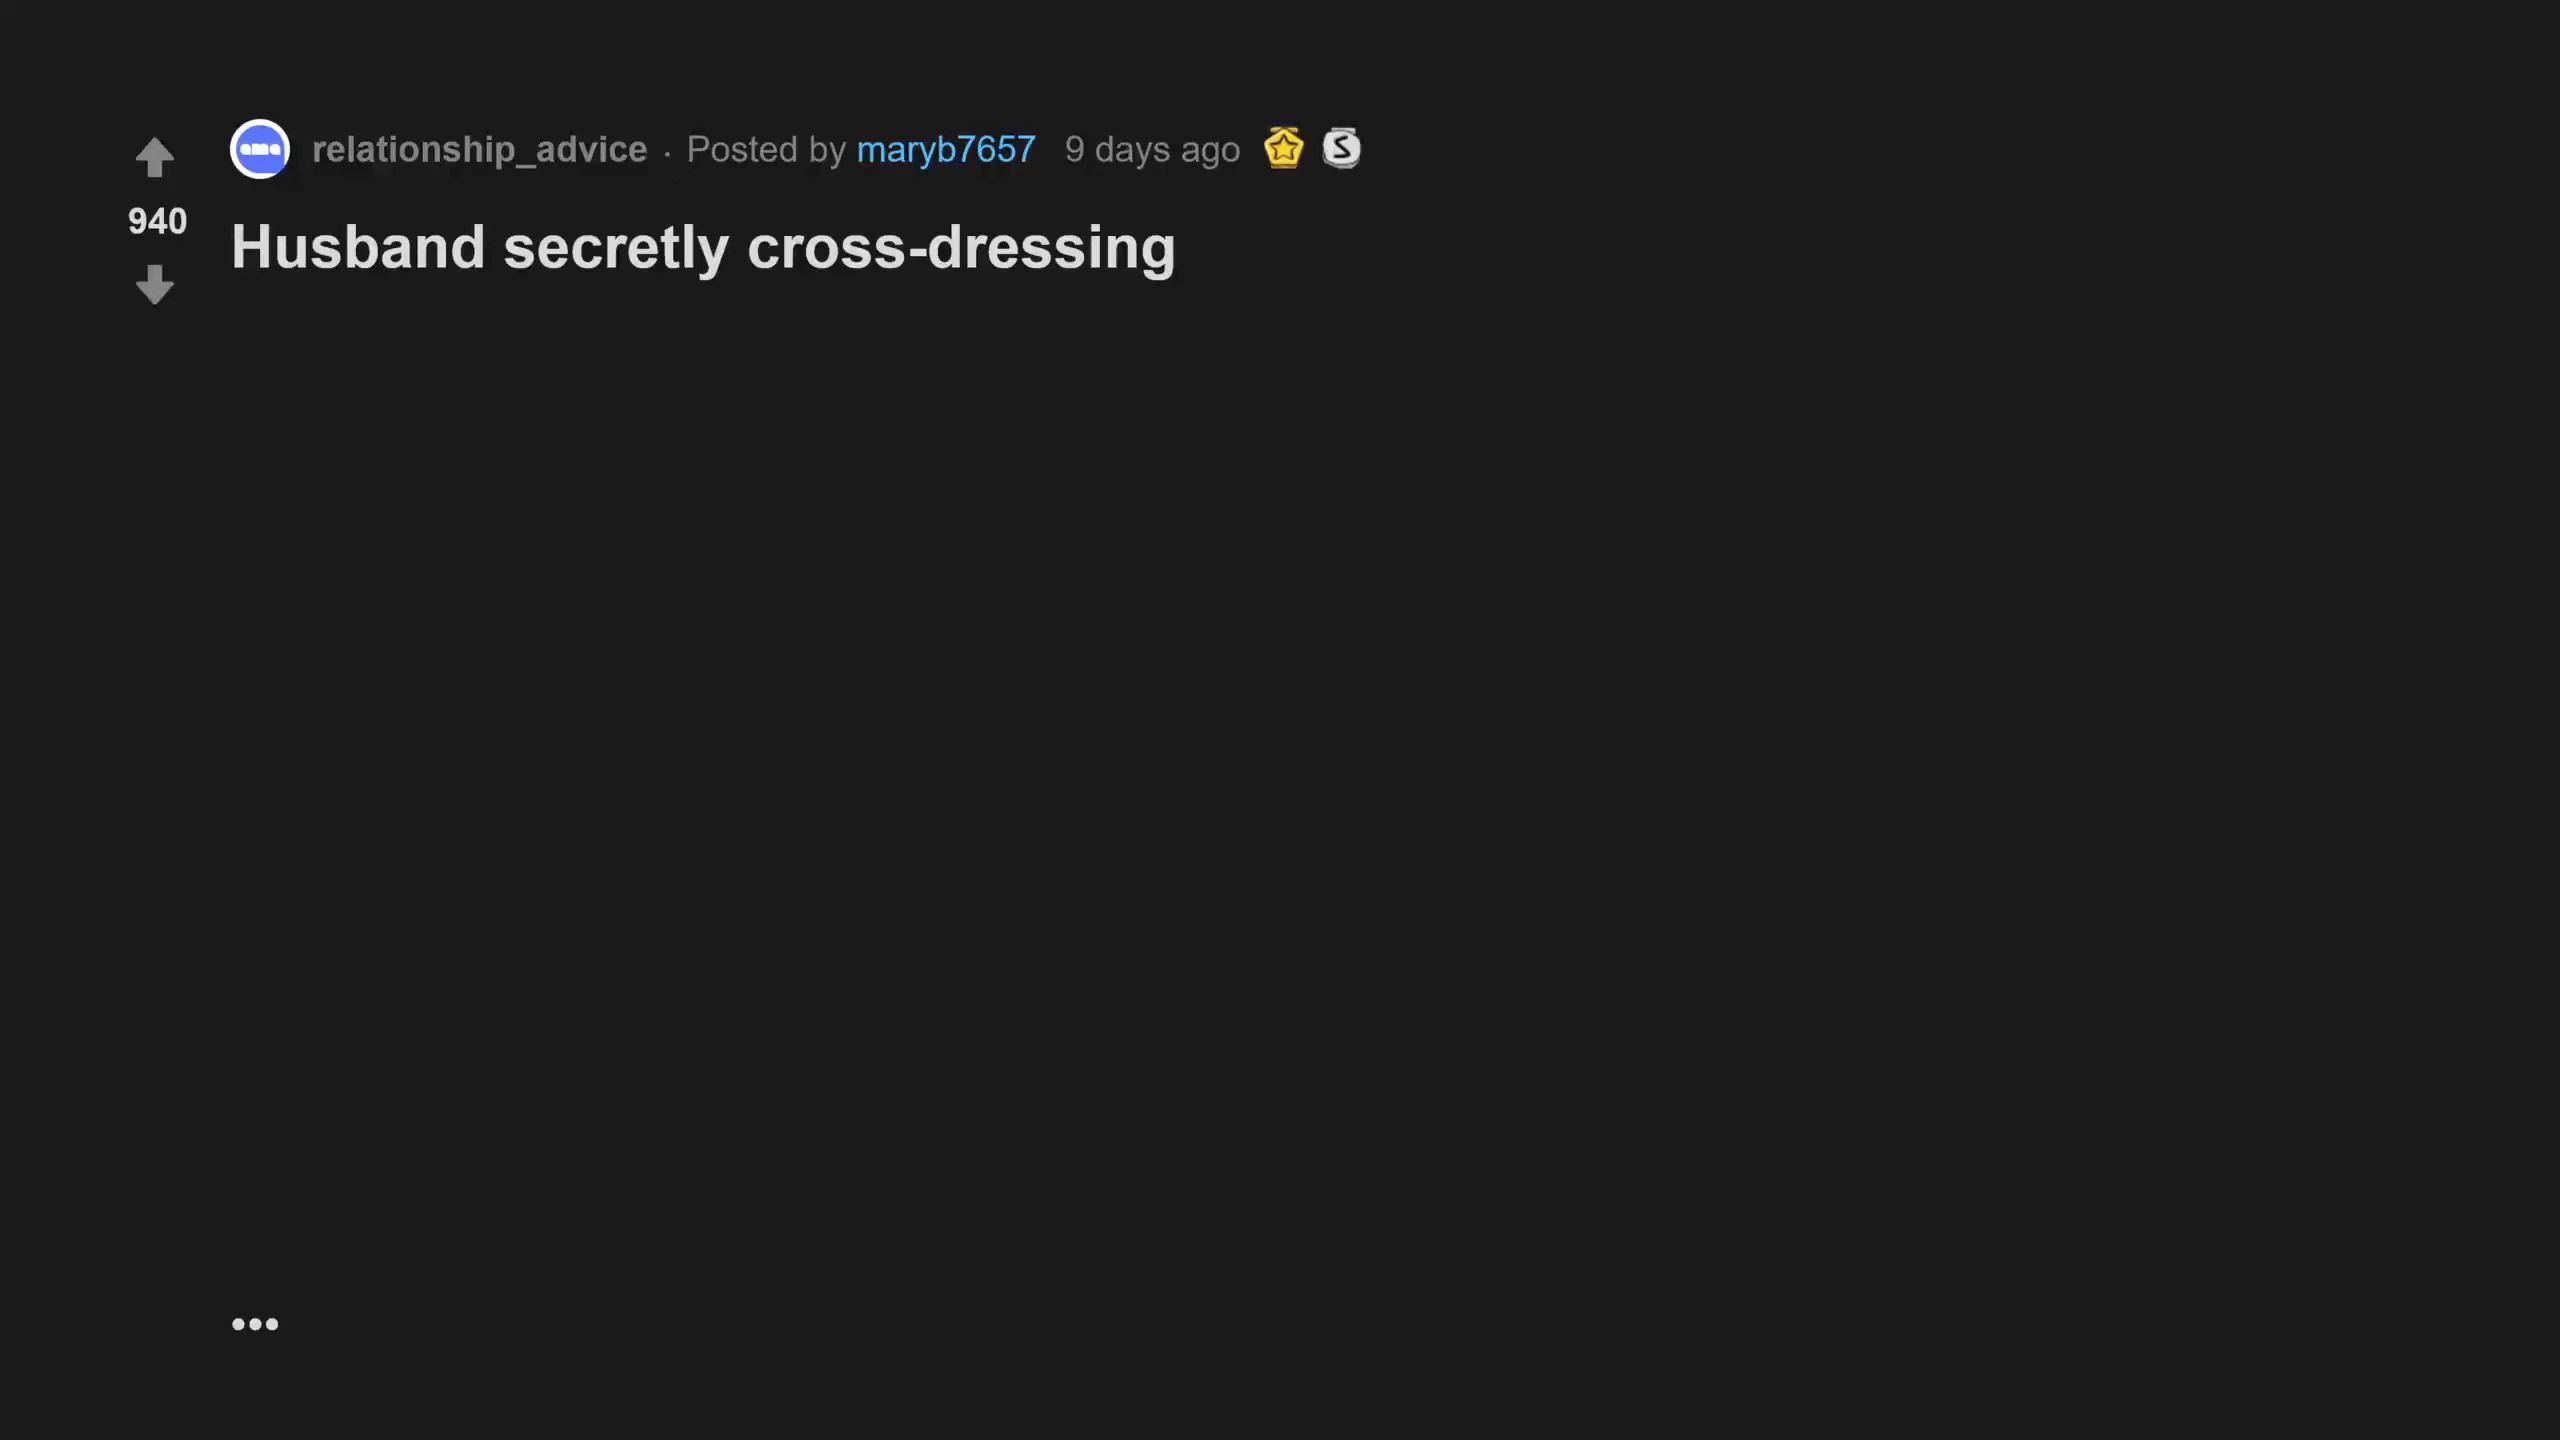 relationship_advice · Posted by maryb7657 9 days ago
940
Husband secretly cross-dressing
•••